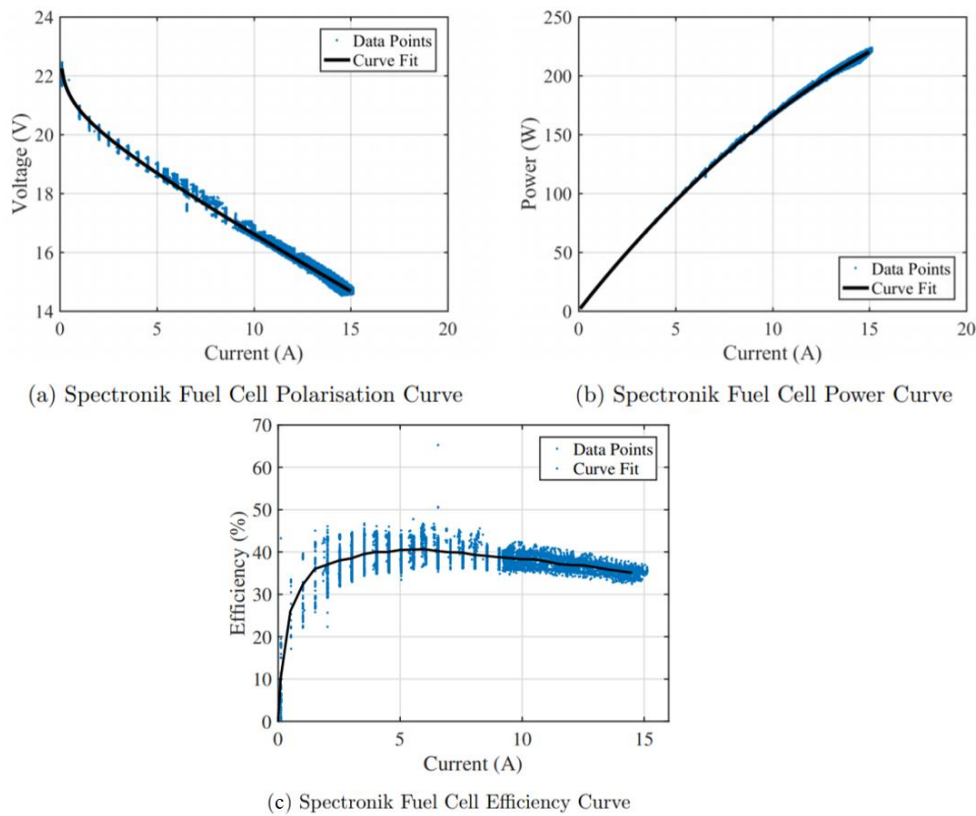 24
22
20
18
16
14
Voltage (V)
0 5 10 15 20
Current (A)
Data Points
Curve Fit
(a) Spectronik Fuel Cell Polarisation Curve
250
200
150
100
50
0
Power (W)
0 5 10 15 20
Current (A)
Data Points
Curve Fit
(b) Spectronik Fuel Cell Power Curve
70
60
50
40
30
20
10
0
Efficiency (%)
0 5 10 15
Current (A)
Data Points
Curve Fit
(c) Spectronik Fuel Cell Efficiency Curve